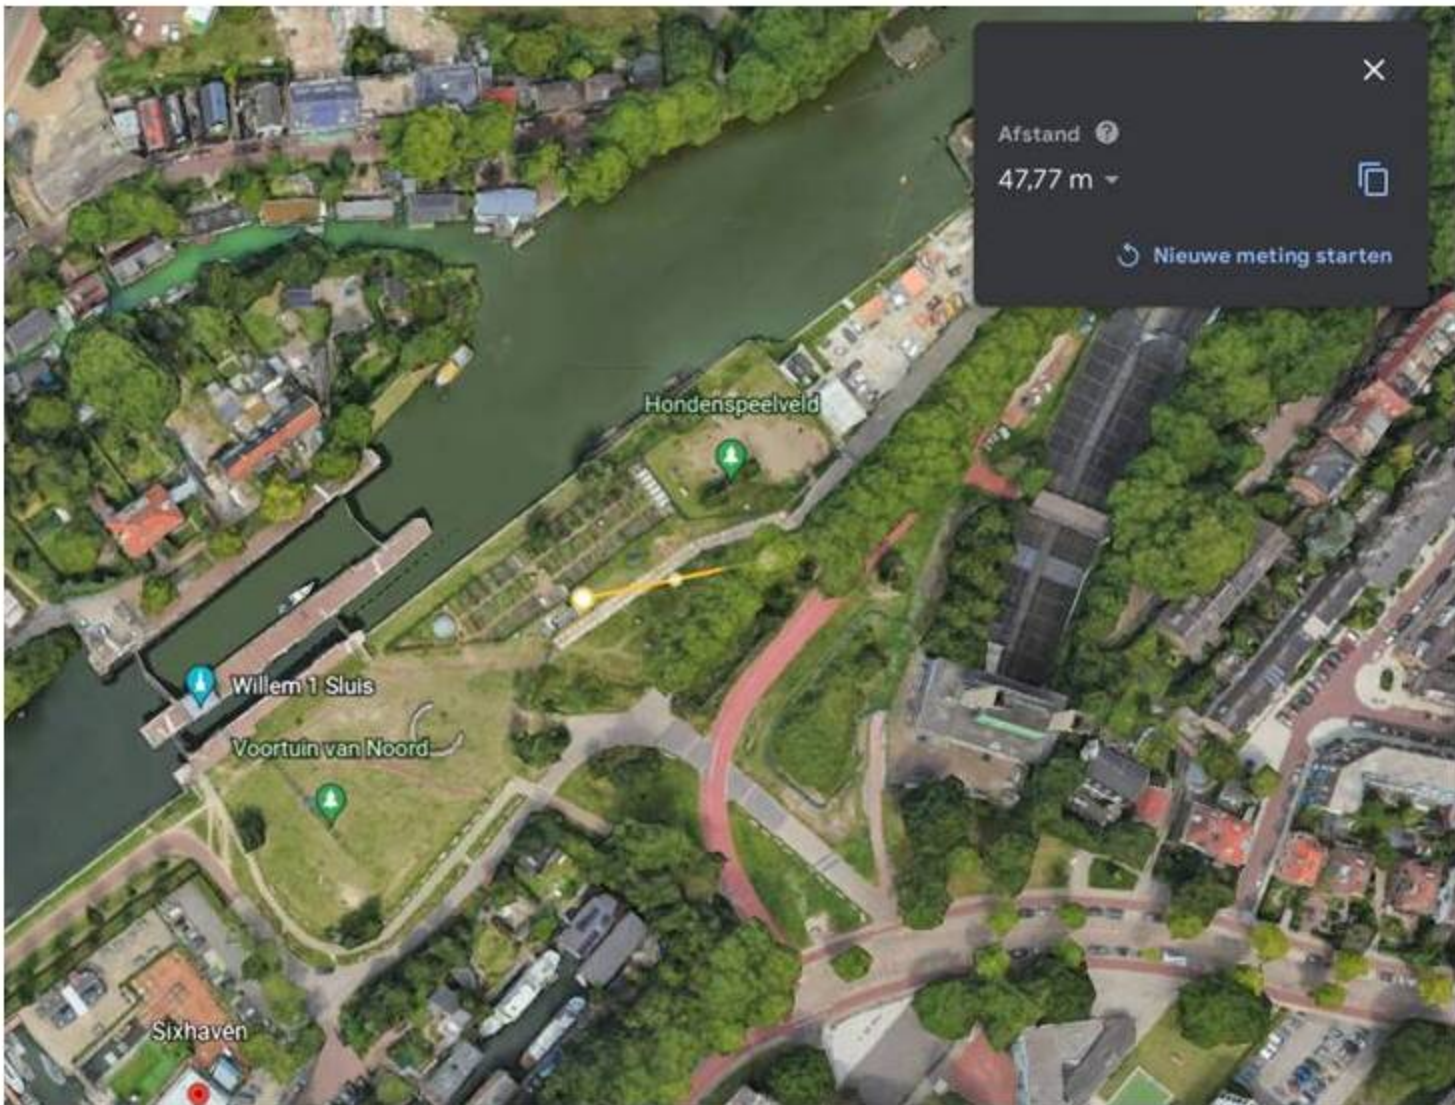 Afstand
47,77 m
Nieuwe meting starten
Hondenspeelveld
Willem 1 Sluis
Voortuin van Noord
Sixhaven